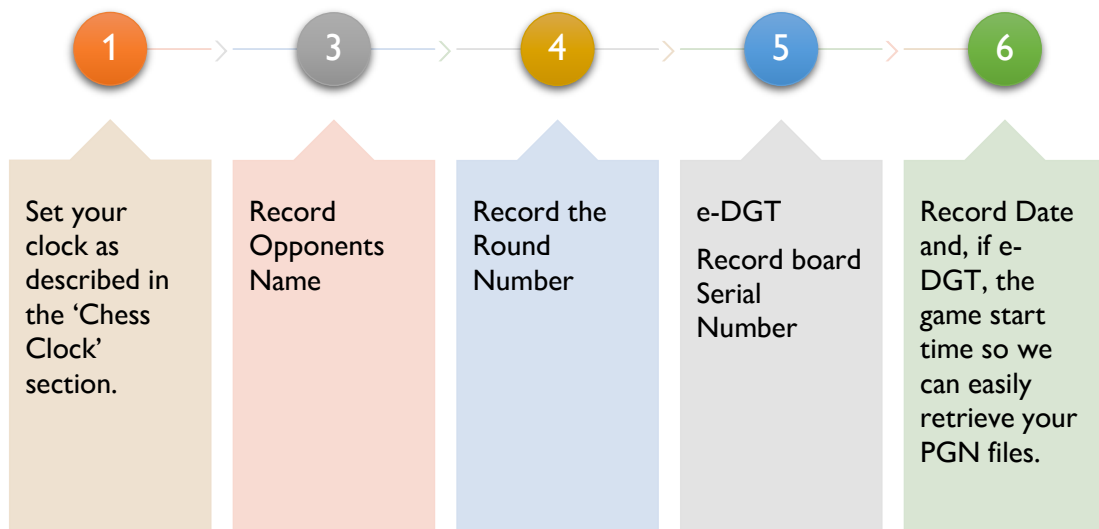 1
3
4
5
6
Set your
clock as
described in
the ‘Chess
Clock’
section.
Record
Opponents
Name
Record the
Round
Number
e-DGT
Record board
Serial
Number
Record Date
and, if e-
DGT, the
game start
time so we
can easily
retrieve your
PGN files.